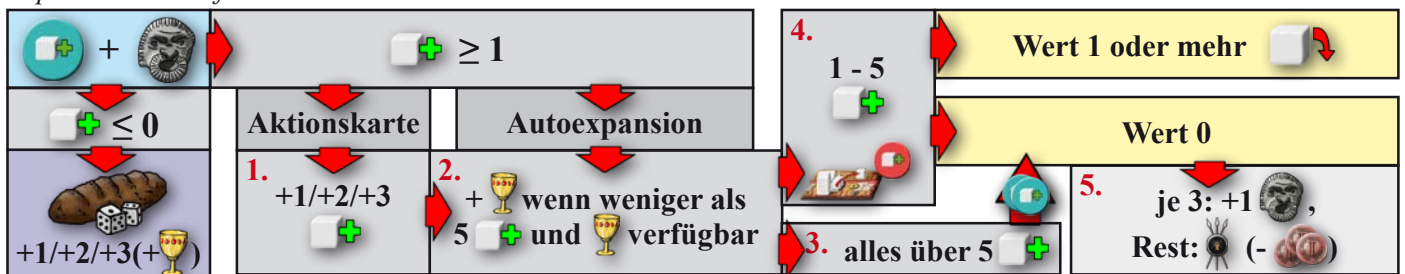 +
≥ 1
≤ 0
+1/+2/+3(+ )
Aktionskarte
Autoexpansion
1.
+1/+2/+3
2.
+ wenn weniger als
5 und verfügbar
3. alles über 5
4.
1 - 5
Wert 1 oder mehr
Wert 0
5.
je 3: +1 ,
Rest: (- )